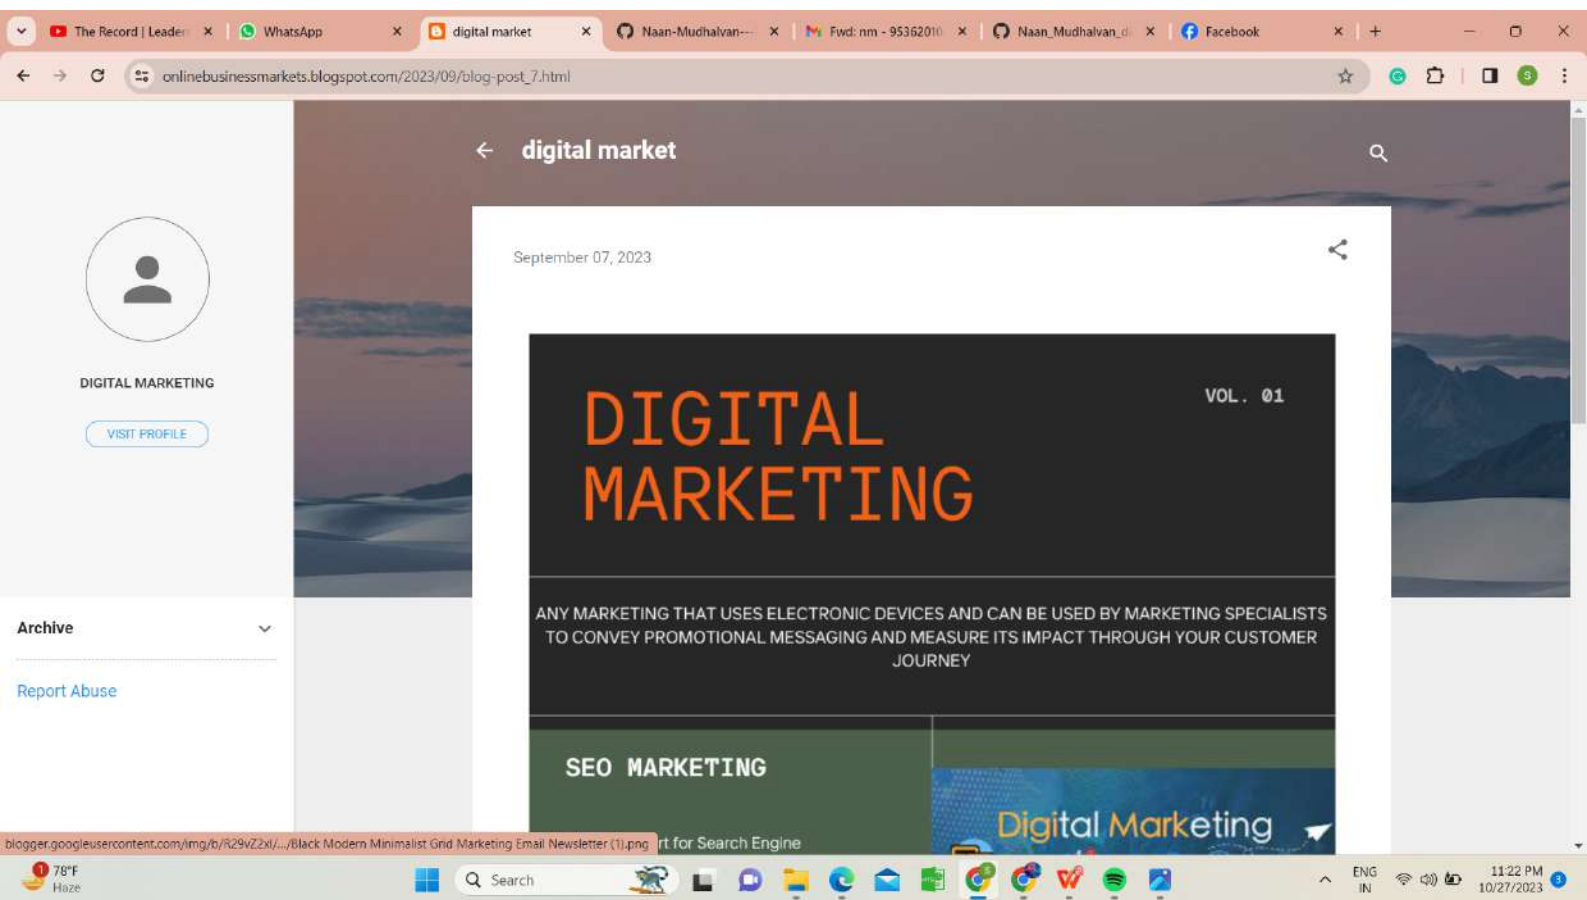 The Record | Leader
WhatsApp
digital market
Naan-Mudhalvan---
Fwd: nm - 95362010
Naan_Mudhalvan_d
Facebook
onlinebusinessmarkets.blogspot.com/2023/09/blog-post_7.html
S
digital market
September 07, 2023
DIGITAL MARKETING
VISIT PROFILE
DIGITAL
MARKETING
VOL. 01
ANY MARKETING THAT USES ELECTRONIC DEVICES AND CAN BE USED BY MARKETING SPECIALISTS
TO CONVEY PROMOTIONAL MESSAGING AND MEASURE ITS IMPACT THROUGH YOUR CUSTOMER
JOURNEY
Archive
Report Abuse
SEO MARKETING
Digital Marketing
rt for Search Engine
blogger.googleusercontent.com/img/b/R29vZ2xl/.../Black Modern Minimalist Grid Marketing Email Newsletter (1).png
1
78°F
Haze
Search
ENG
IN
11:22 PM
10/27/2023
3